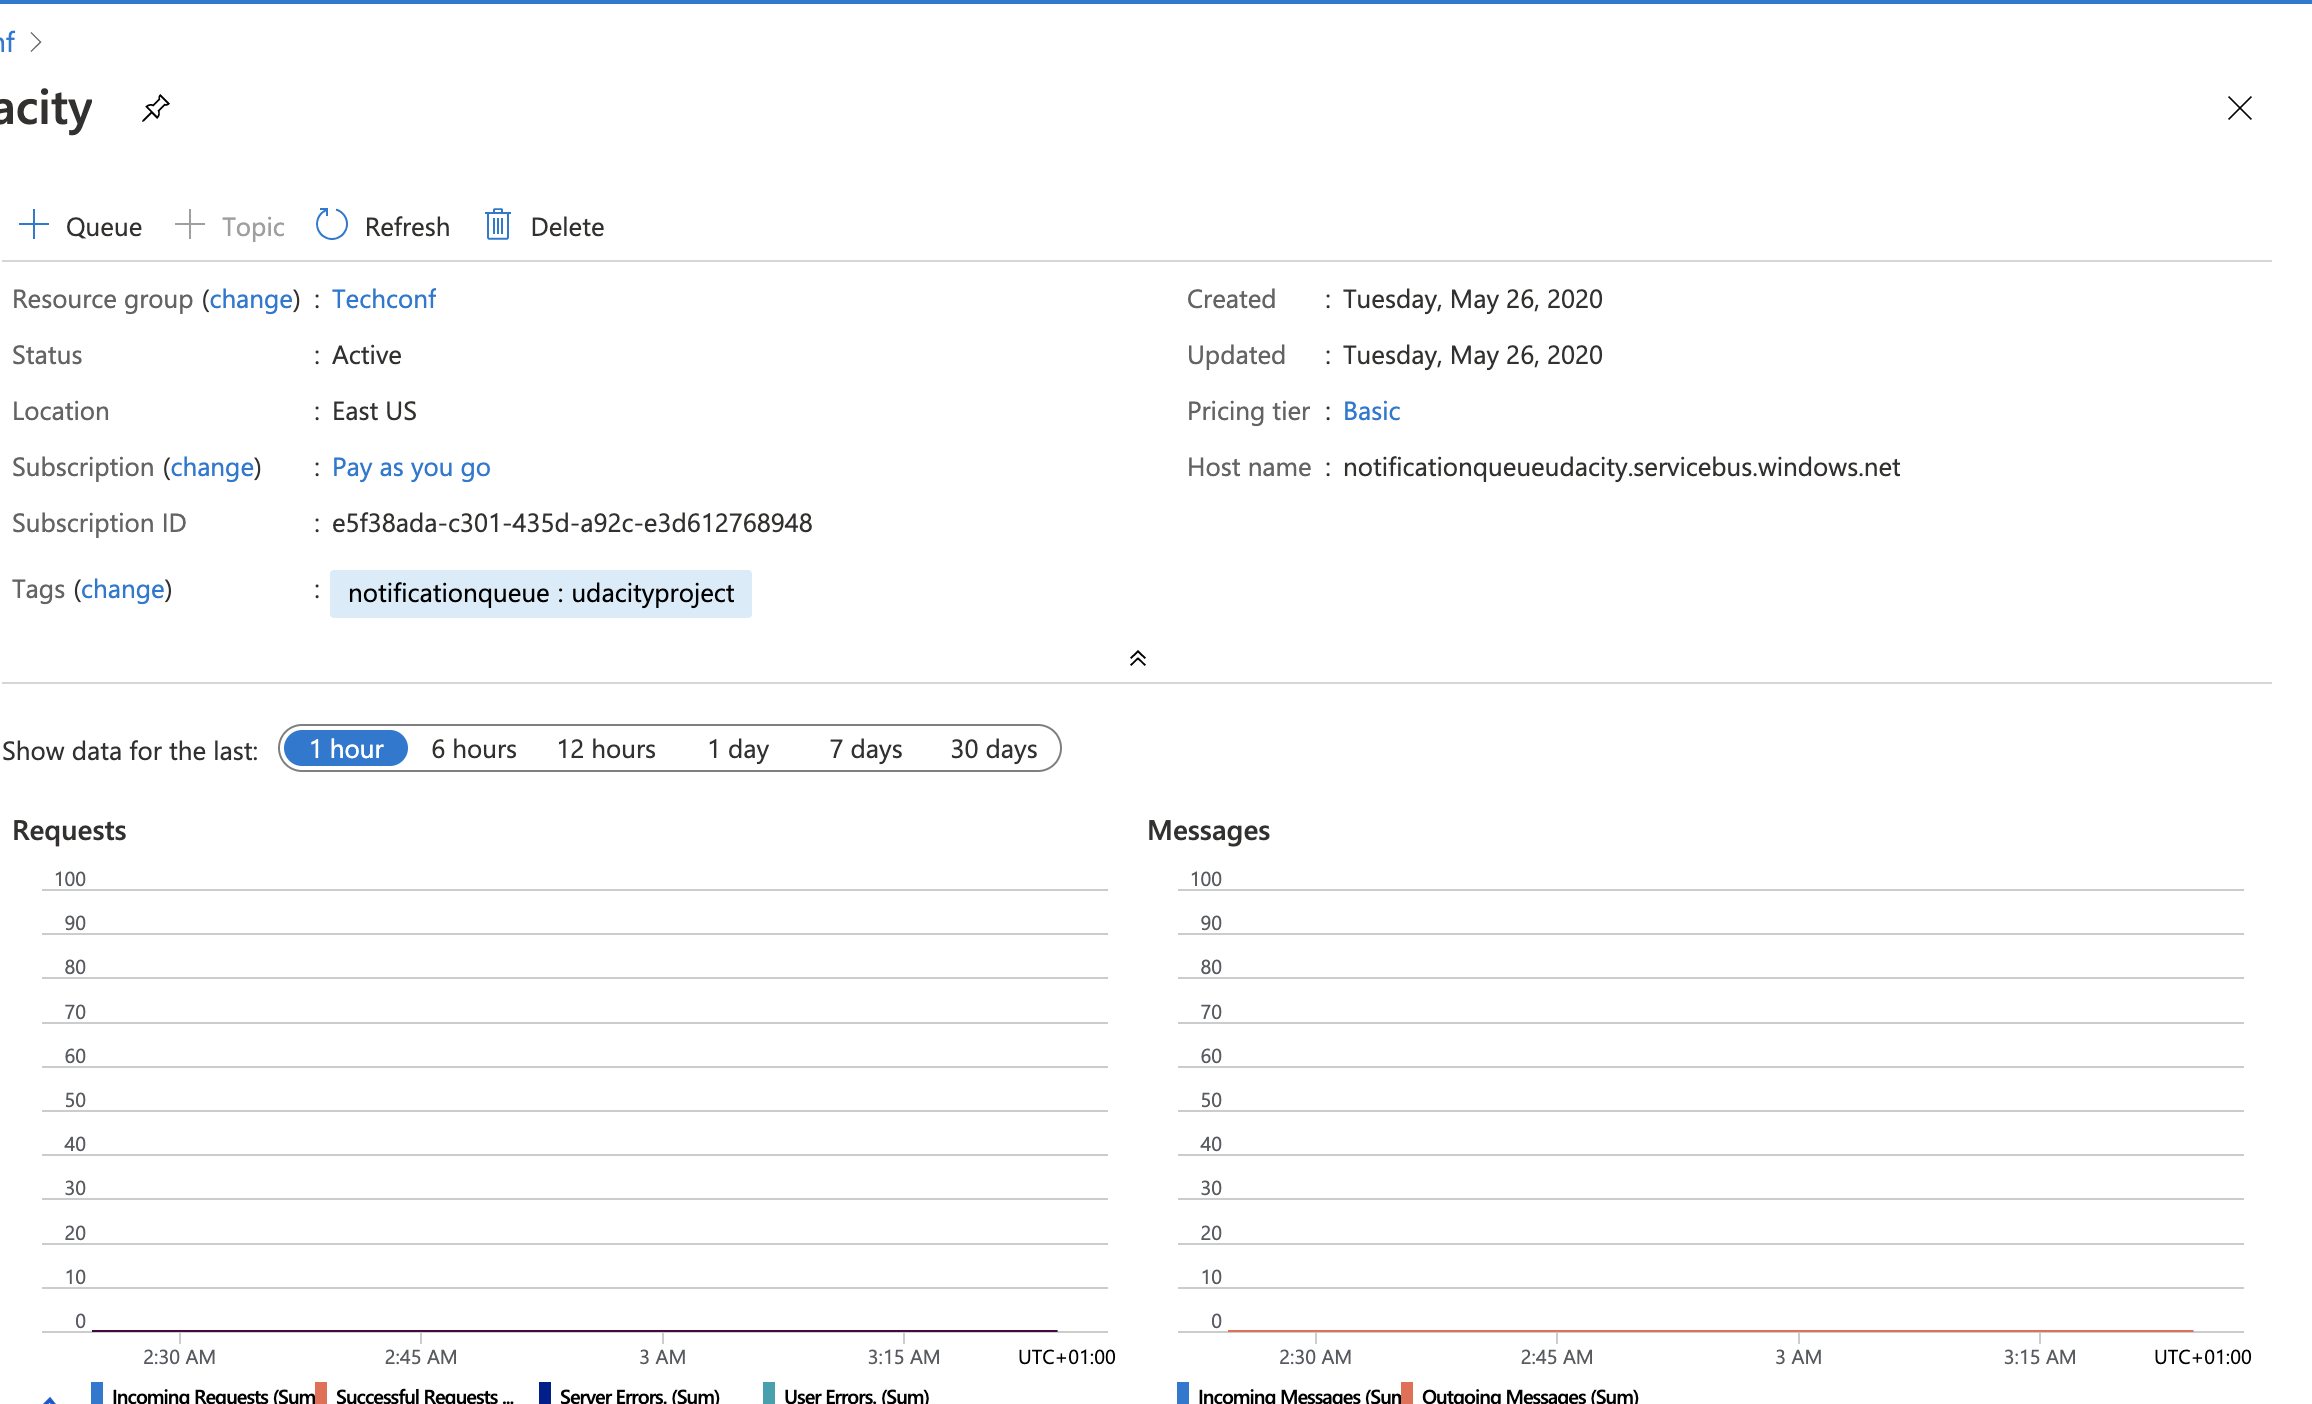 nf >
acity
Queue Topic Refresh Delete
Resource group (change) : Techconf
Status : Active
Location : East US
Subscription (change) : Pay as you go
Subscription ID : e5f38ada-c301-435d-a92c-e3d612768948
Tags (change) : notificationqueue : udacityproject
Created : Tuesday, May 26, 2020
Updated : Tuesday, May 26, 2020
Pricing tier : Basic
Host name : notificationqueueudacity.servicebus.windows.net
Show data for the last: 1 hour 6 hours 12 hours 1 day 7 days 30 days
Requests
100
90
80
70
60
50
40
30
20
10
0
2:30 AM 2:45 AM 3 AM 3:15 AM UTC+01:00
Incoming Requests (Sum Successful Requests ... Server Errors. (Sum) User Errors. (Sum)
Messages
100
90
80
70
60
50
40
30
20
10
0
2:30 AM 2:45 AM 3 AM 3:15 AM UTC+01:00
Incoming Messages (Sum Outgoing Messages (Sum)